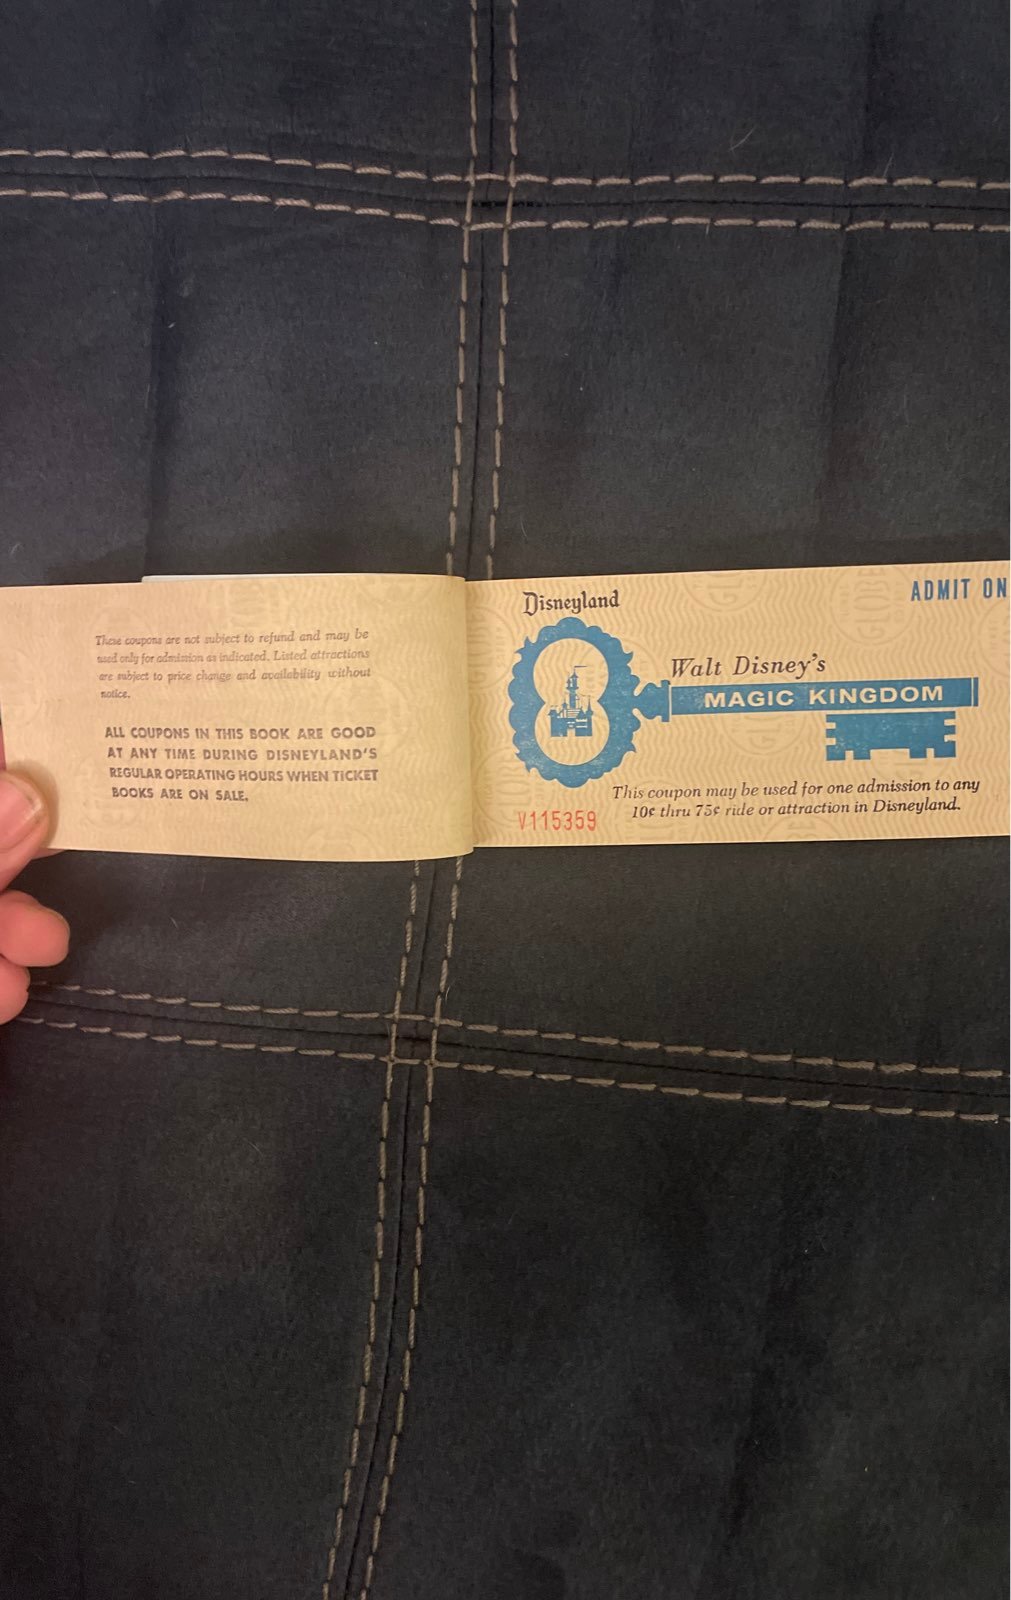 These coupons are not subject to refund and may be
used only for admission as indicated. Listed attractions
are subject to price change and availability without
notice.
ALL COUPONS IN THIS BOOK ARE GOOD
AT ANY TIME DURING DISNEYLAND'S
REGULAR OPERATING HOURS WHEN TICKET
BOOKS ARE ON SALE.
Disneyland
ADMIT ON
Walt Disney's
MAGIC KINGDOM
This coupon may be used for one admission to any
10¢ thru 75¢ ride or attraction in Disneyland.
V115359